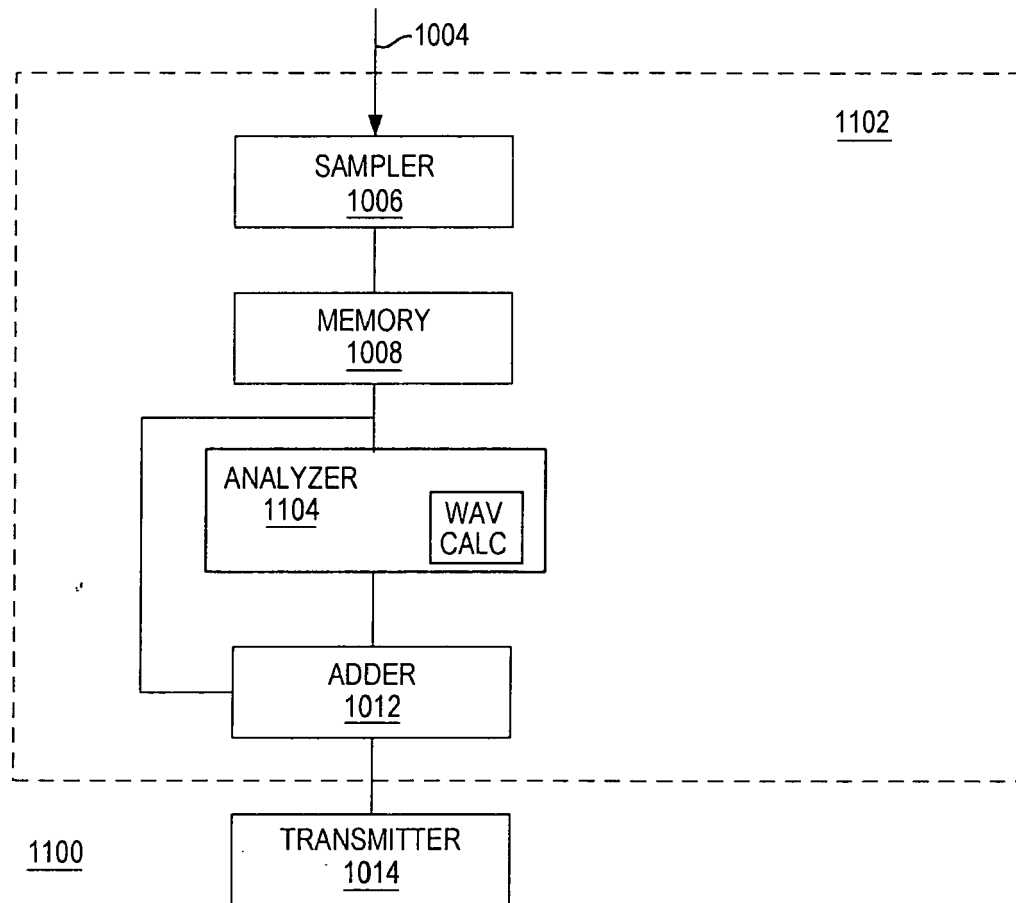 1004
1102
SAMPLER
1006
MEMORY
1008
ANALYZER
1104
WAV
CALC
ADDER
1012
TRANSMITTER
1014
1100